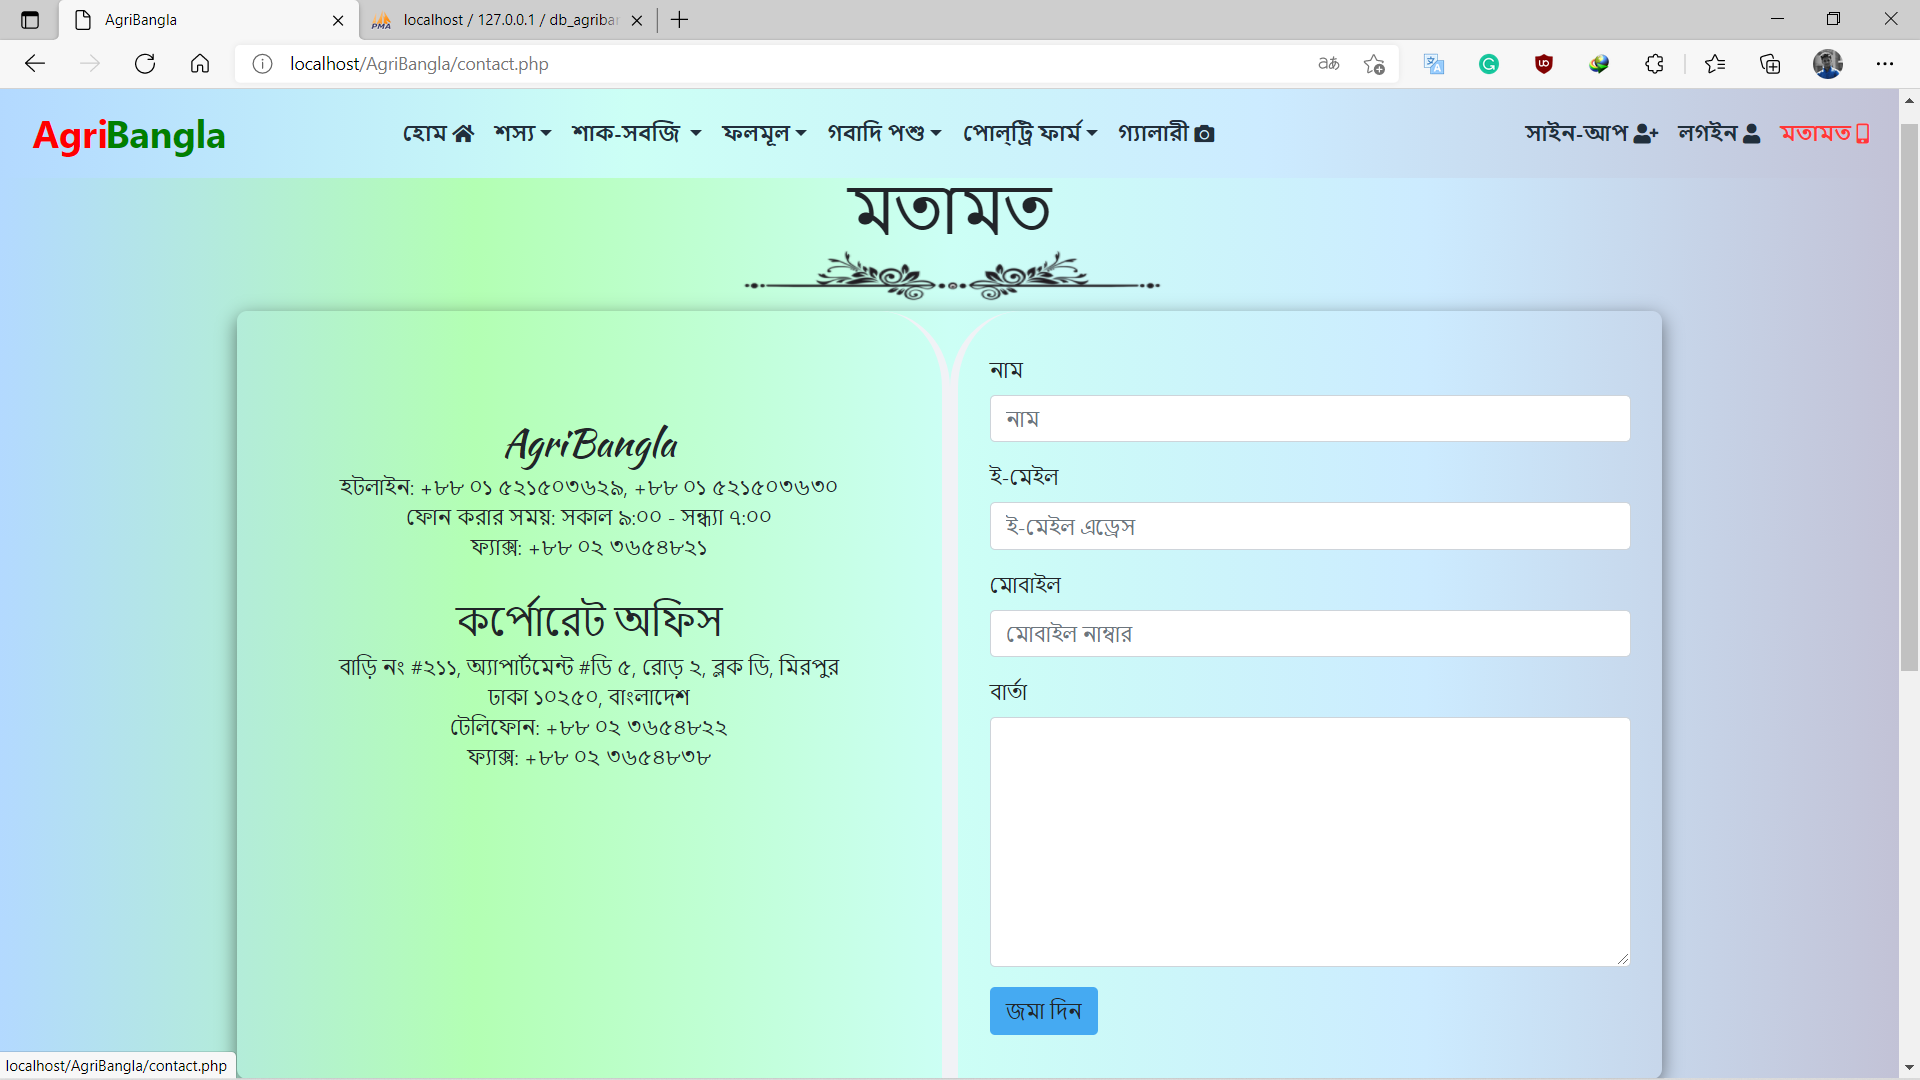 AgriBangla
localhost / 127.0.0.1 / db_agriba
localhost/AgriBangla/contact.php
AgriBangla
হোম শস্য শাক-সবজি ফলমূল গবাদি পশু পোল্ট্রি ফার্ম গ্যালারী সাইন-আপ লগইন মতামত
মতামত
AgriBangla
হটলাইন: +৮৮ ০১ ৫২১৫০৩৬২৯, +৮৮ ০১ ৫২১৫০৩৬৩০
ফোন করার সময়: সকাল ৯:০০ - সন্ধ্যা ৭:০০
ফ্যাক্স: +৮৮ ০২ ৩৬৫৪৮২১
কর্পোরেট অফিস
বাড়ি নং #২১১, অ্যাপার্টমেন্ট #ডি ৫, রোড় ২, ব্লক ডি, মিরপুর
ঢাকা ১০২৫০, বাংলাদেশ
টেলিফোন: +৮৮ ০২ ৩৬৫৪৮২২
ফ্যাক্স: +৮৮ ০২ ৩৬৫৪৮৩৮
নাম
নাম
ই-মেইল
ই-মেইল এড্রেস
মোবাইল
মোবাইল নাম্বার
বার্তা
জমা দিন
localhost/AgriBangla/contact.php